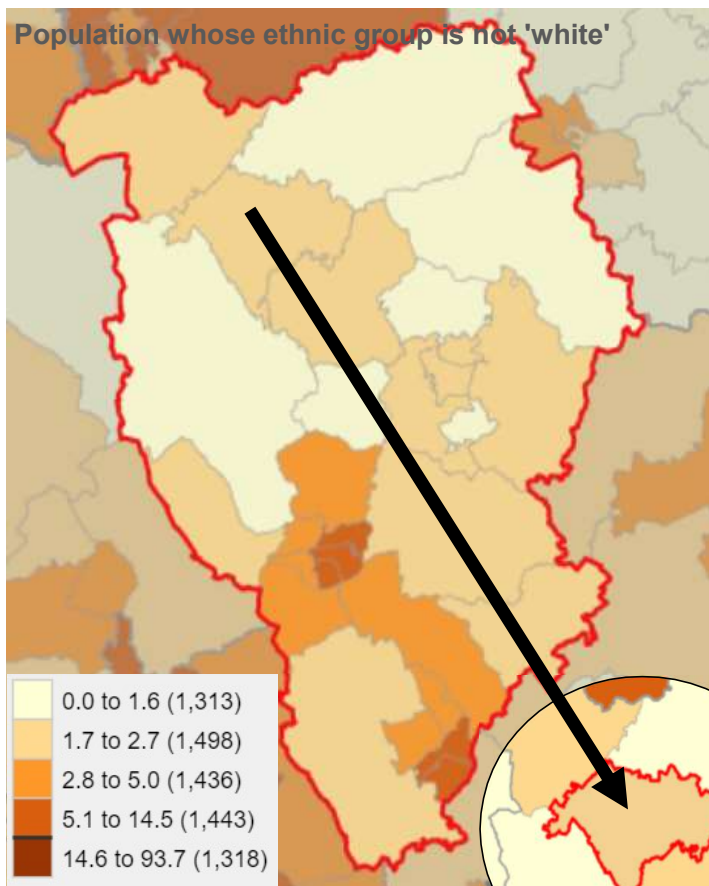 Population whose ethnic group is not 'white'
0.0 to 1.6 (1,313)
1.7 to 2.7 (1,498)
2.8 to 5.0 (1,436)
5.1 to 14.5 (1,443)
14.6 to 93.7 (1,318)